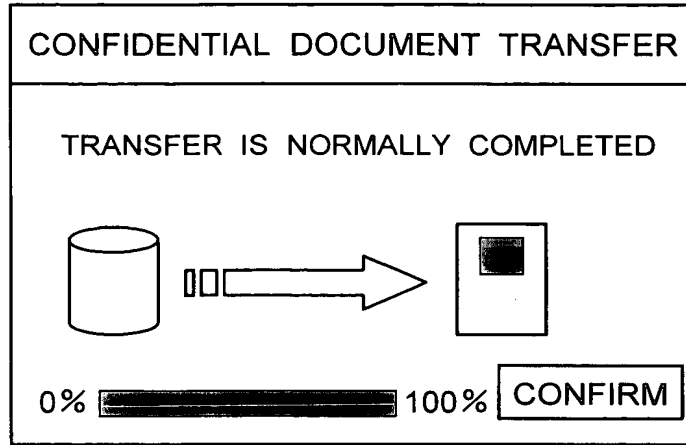 CONFIDENTIAL DOCUMENT TRANSFER
TRANSFER IS NORMALLY COMPLETED
0% 100% CONFIRM